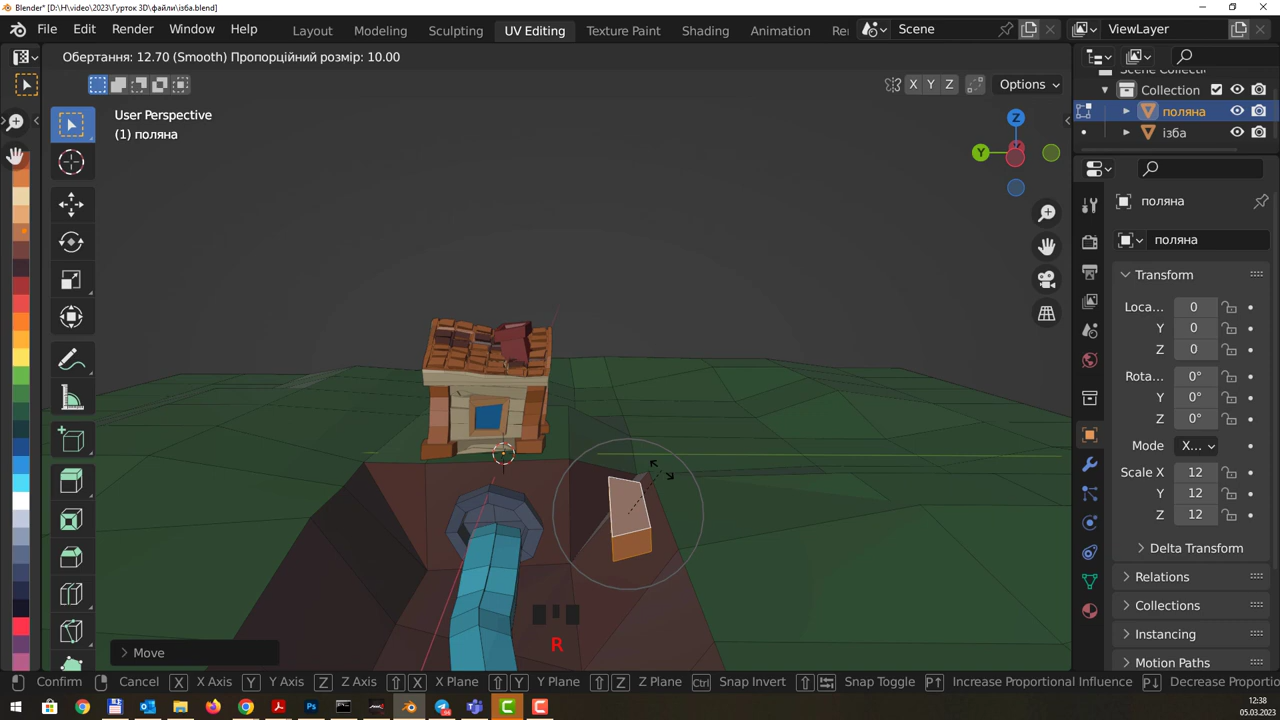 Blender* [D:\H\video\2023\Гурток 3D\файли\ізба.blend]
File Edit Render Window Help Layout Modeling Sculpting UV Editing Texture Paint Shading Animation Re Scene ViewLayer
Обертання: 12.70 (Smooth) Пропорційний розмір: 10.00
X Y Z Options
User Perspective
(1) поляна
Z
Y
Scene Collecti
Collection
поляна
ізба
поляна
поляна
Transform
Loca... 0
Y 0
Z 0
Rota... 0°
Y 0°
Z 0°
Mode X...
Scale X 12
Y 12
Z 12
Delta Transform
Relations
Collections
Instancing
Motion Paths
R
Move
Confirm Cancel X X Axis Y Y Axis Z Z Axis X X Plane Y Y Plane Z Z Plane Ctrl Snap Invert Snap Toggle P Increase Proportional Influence P Decrease Proportio
12:38
05.03.2023